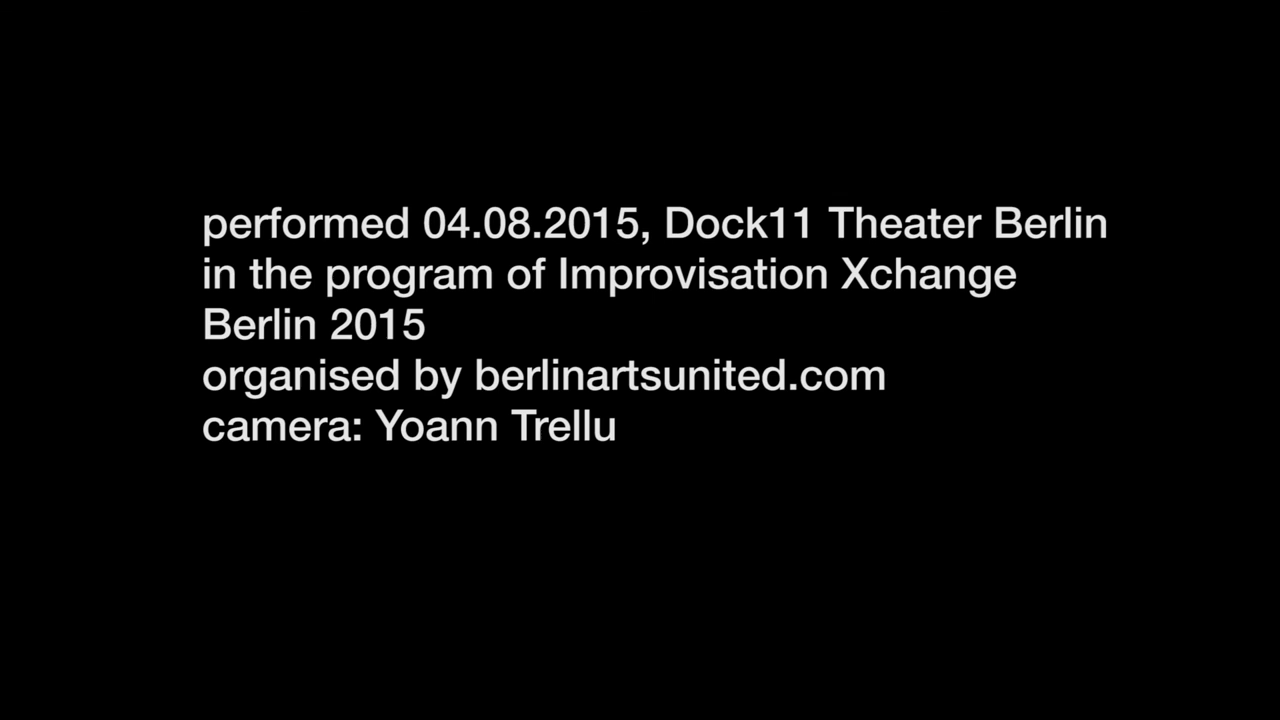 performed 04.08.2015, Dock11 Theater Berlin
in the program of Improvisation Xchange
Berlin 2015
organised by berlinartsunited.com
camera: Yoann Trellu